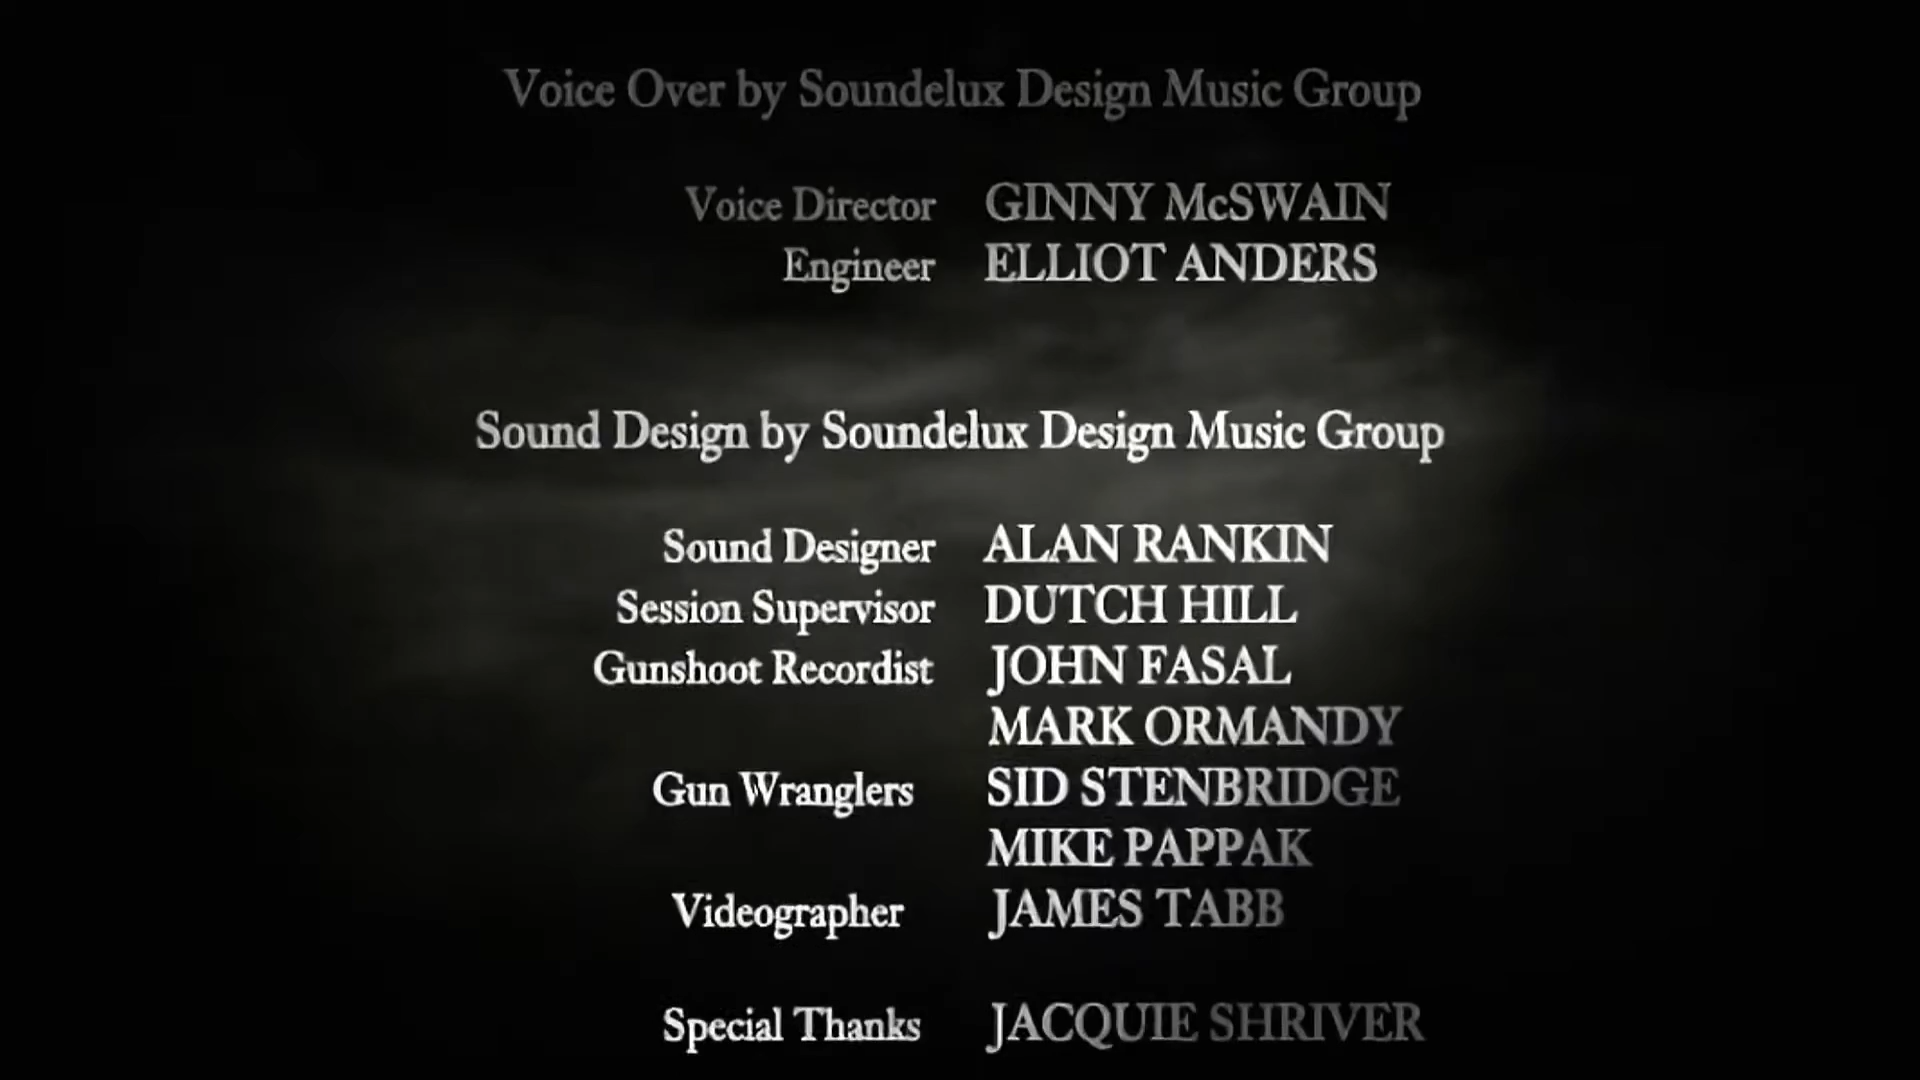 Voice Over by Soundelux Design Music Group
Voice Director GINNY McSWAIN
Engineer ELLIOT ANDERS
Sound Design by Soundelux Design Music Group
Sound Designer ALAN RANKIN
Session Supervisor DUTCH HILL
Gunshoot Recordist JOHN FASAL
MARK ORMANDY
Gun Wranglers SID STENBRIDGE
MIKE PAPPAK
Videographer JAMES TABB
Special Thanks JACQUIE SHRIVER